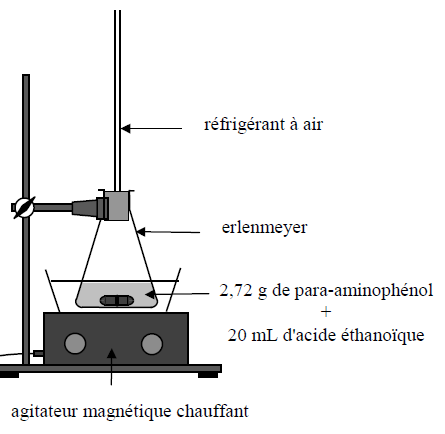 réfrigérant à air
erlenmeyer
2,72 g de para-aminophénol
+
20 mL d'acide éthanoïque
agitateur magnétique chauffant